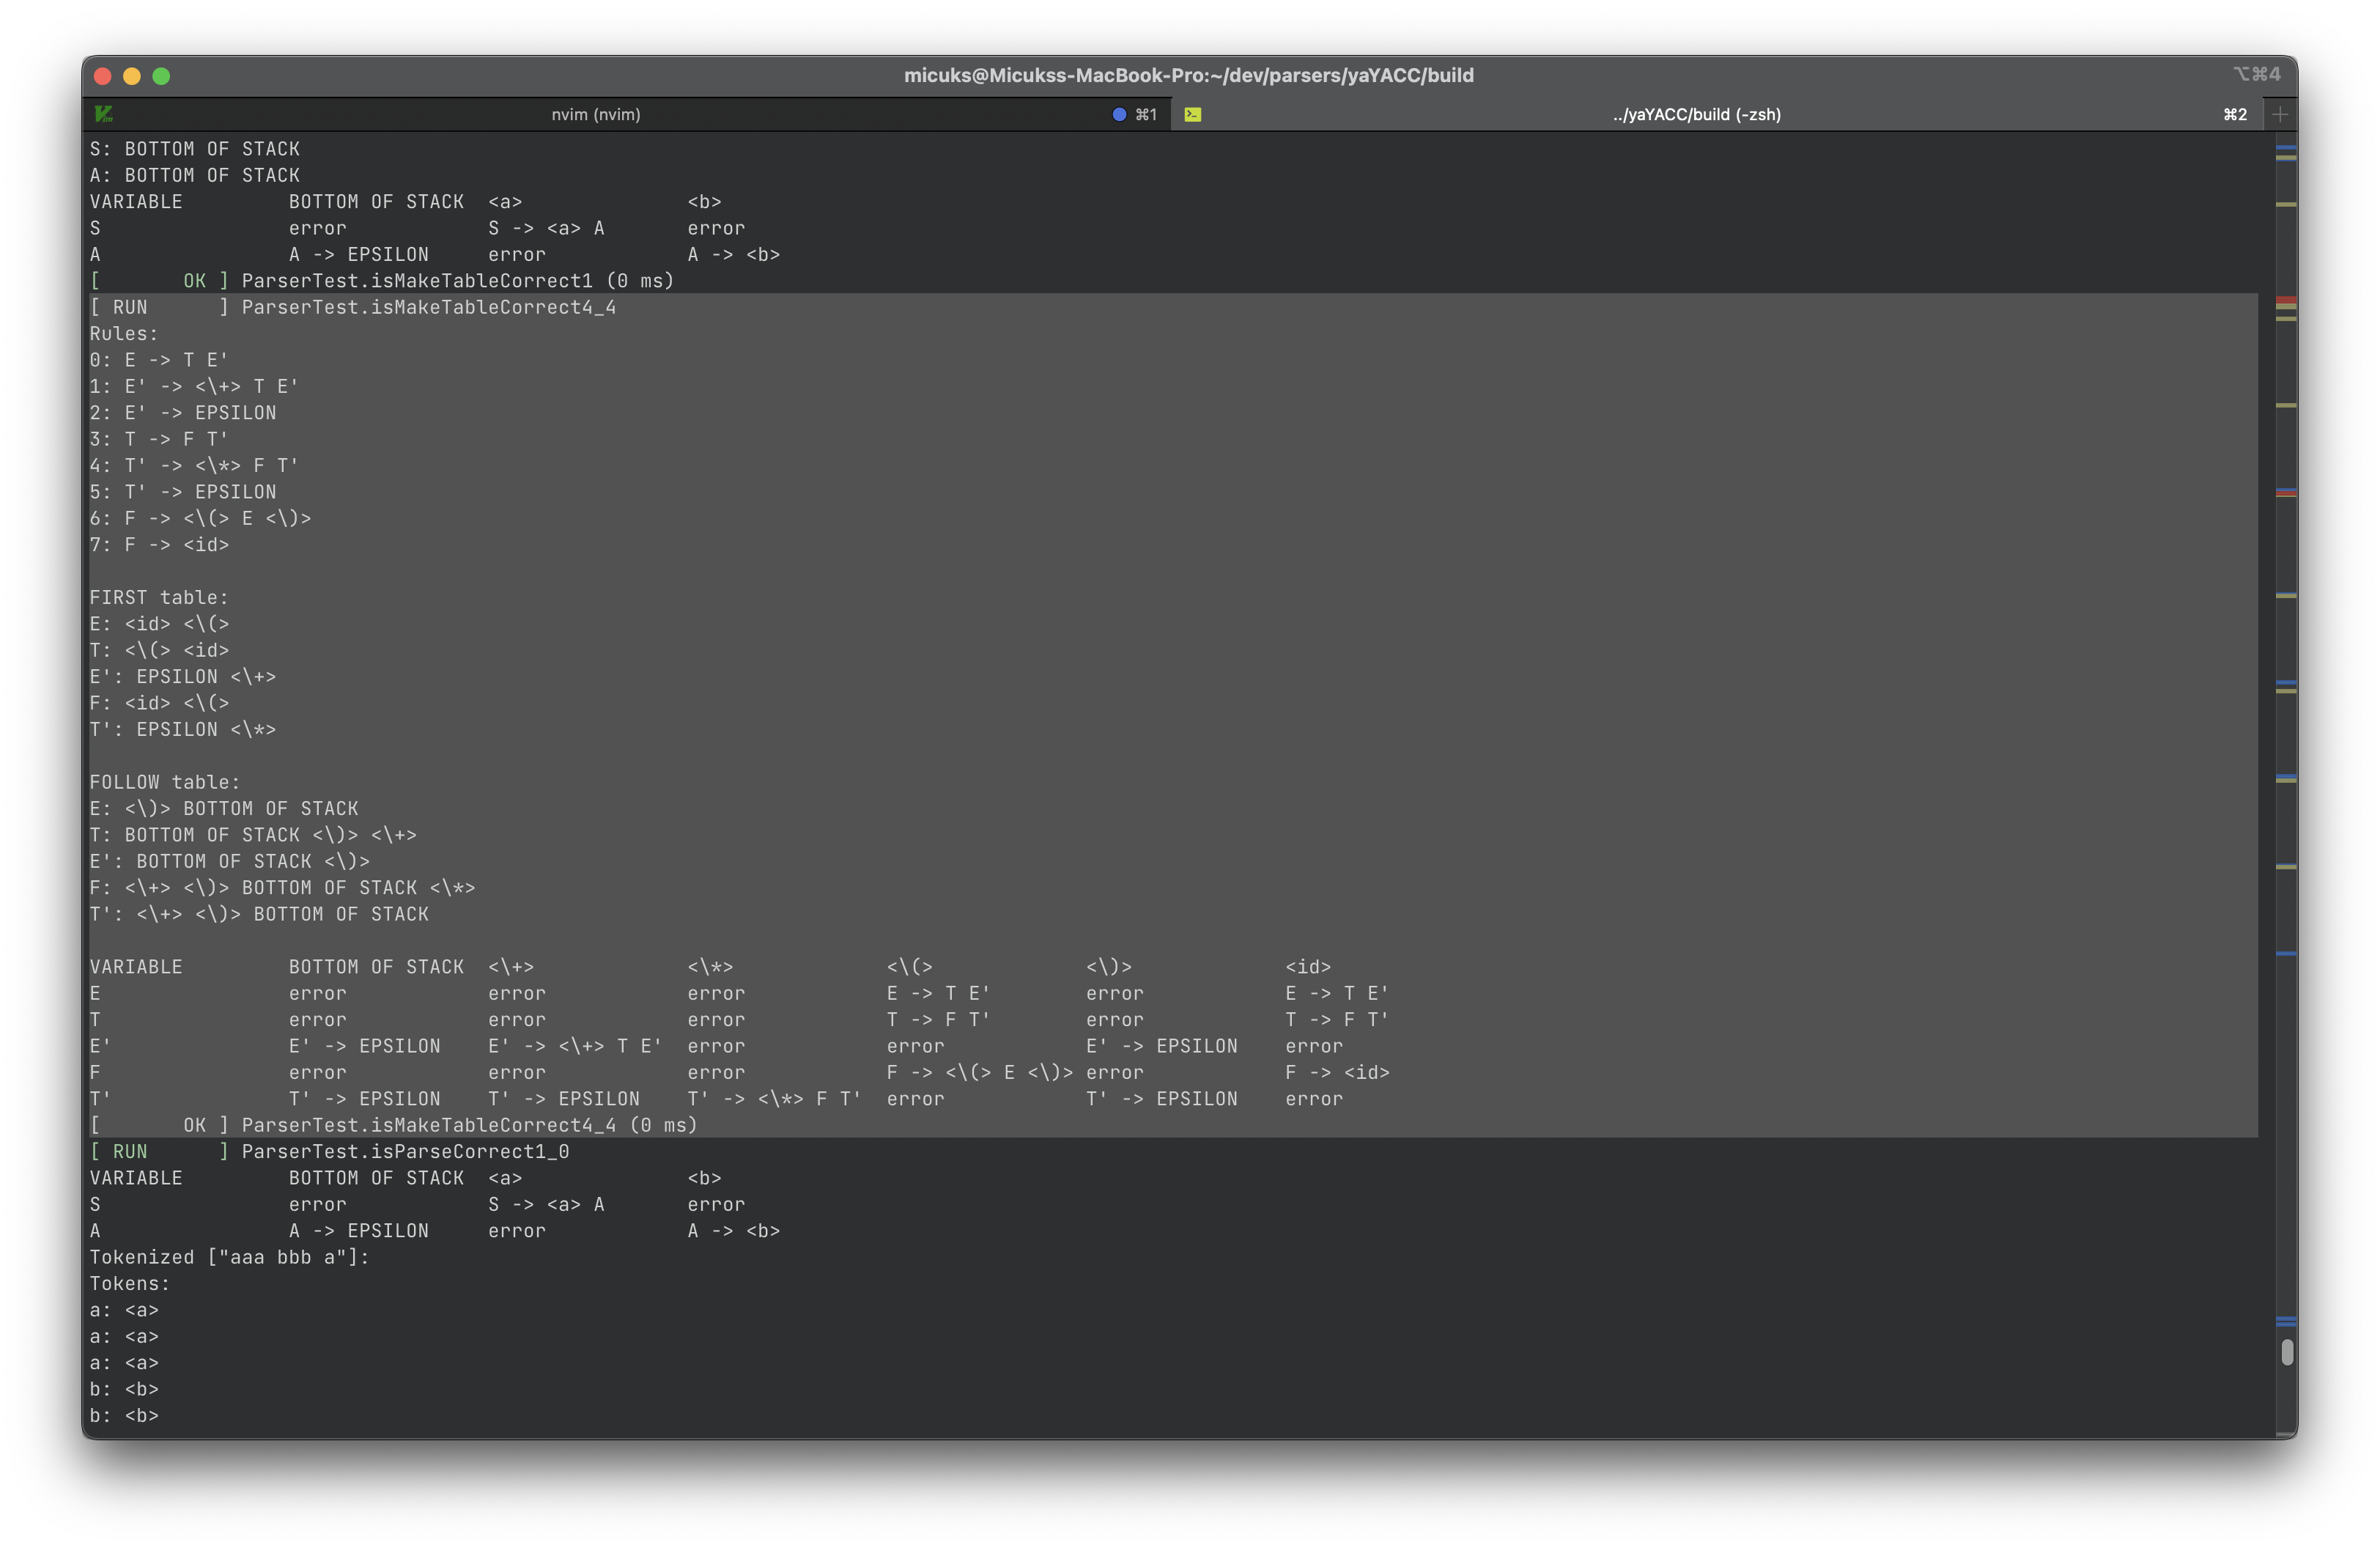 micuks@Micukss-MacBook-Pro:~/dev/parsers/yaYACC/build ⌥⌘4
nvim (nvim) ⌘1 ../yaYACC/build (-zsh) ⌘2
S: BOTTOM OF STACK
A: BOTTOM OF STACK
VARIABLE         BOTTOM OF STACK  <a>              <b>
S                error            S -> <a> A       error
A                A -> EPSILON     error            A -> <b>
[       OK ] ParserTest.isMakeTableCorrect1 (0 ms)
[ RUN      ] ParserTest.isMakeTableCorrect4_4
Rules:
0: E -> T E'
1: E' -> <\+> T E'
2: E' -> EPSILON
3: T -> F T'
4: T' -> <\*> F T'
5: T' -> EPSILON
6: F -> <\(> E <\)>
7: F -> <id>
FIRST table:
E: <id> <\(>
T: <\(> <id>
E': EPSILON <\+>
F: <id> <\(>
T': EPSILON <\*>
FOLLOW table:
E: <\)> BOTTOM OF STACK
T: BOTTOM OF STACK <\)> <\+>
E': BOTTOM OF STACK <\)>
F: <\+> <\)> BOTTOM OF STACK <\*>
T': <\+> <\)> BOTTOM OF STACK
VARIABLE         BOTTOM OF STACK  <\+>             <\*>             <\(>             <\)>             <id>
E                error            error            error            E -> T E'        error            E -> T E'
T                error            error            error            T -> F T'        error            T -> F T'
E'               E' -> EPSILON    E' -> <\+> T E'  error            error            E' -> EPSILON    error
F                error            error            error            F -> <\(> E <\)> error            F -> <id>
T'               T' -> EPSILON    T' -> EPSILON    T' -> <\*> F T'  error            T' -> EPSILON    error
[       OK ] ParserTest.isMakeTableCorrect4_4 (0 ms)
[ RUN      ] ParserTest.isParseCorrect1_0
VARIABLE         BOTTOM OF STACK  <a>              <b>
S                error            S -> <a> A       error
A                A -> EPSILON     error            A -> <b>
Tokenized ["aaa bbb a"]:
Tokens:
a: <a>
a: <a>
a: <a>
b: <b>
b: <b>